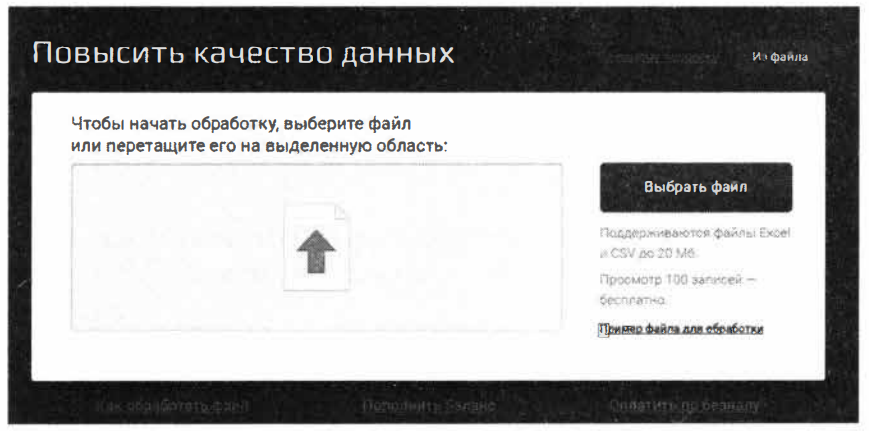 Повысить качество данных
Из файла
Чтобы начать обработку, выберите файл
или перетащите его на выделенную область:
Выбрать файл
Поддерживаются файлы Excel
и CSV до 20 Мб.
Просмотр 100 записей —
бесплатно.
Пример файла для обработки
Как обработать файл
Пополнить баланс
Оплатить по безналу